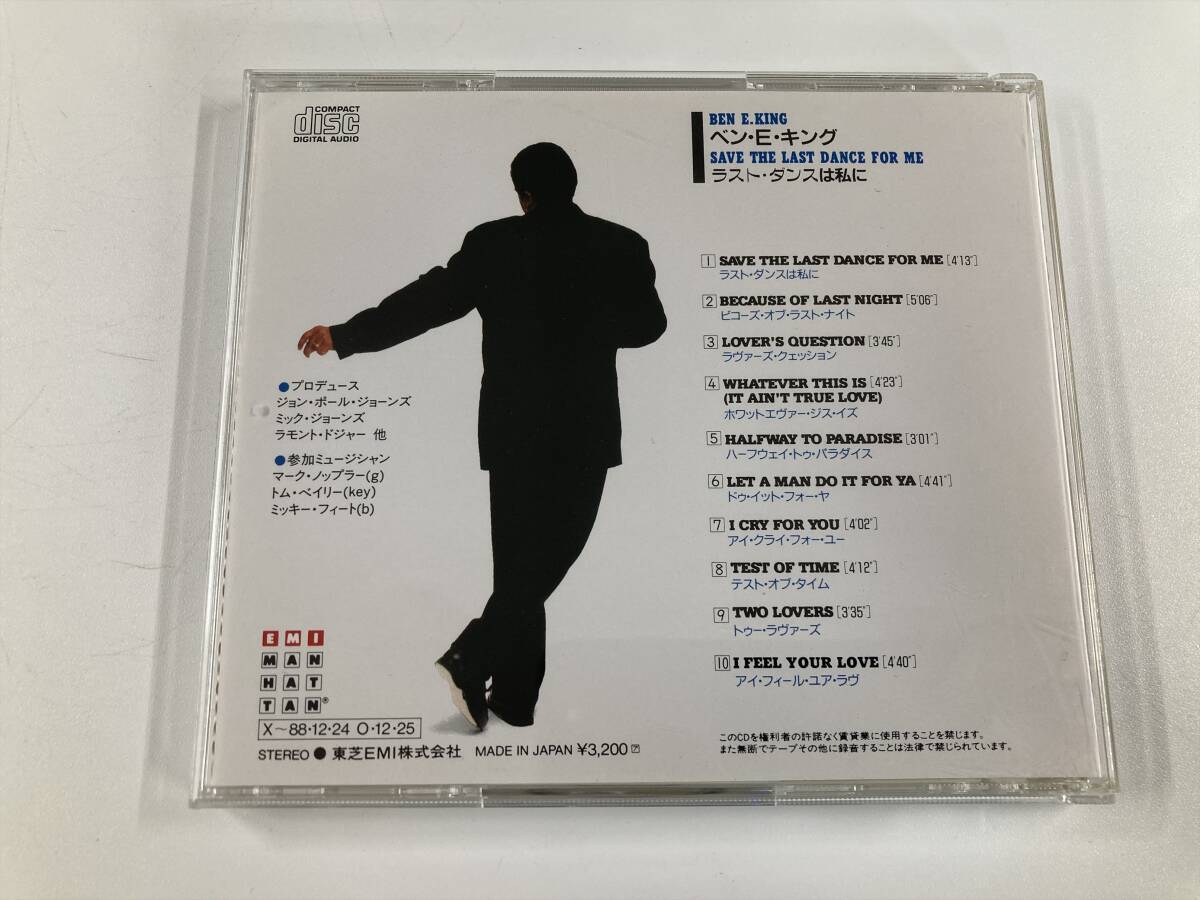 COMPACT
disc
DIGITAL AUDIO
BEN E.KING
ベン・E・キング
SAVE THE LAST DANCE FOR ME
ラスト・ダンスは私に
1 SAVE THE LAST DANCE FOR ME [4'13"]
ラスト・ダンスは私に
2 BECAUSE OF LAST NIGHT [5'06"]
ビコーズ・オブ・ラスト・ナイト
3 LOVER'S QUESTION [3'45"]
ラヴァーズ・クェッション
4 WHATEVER THIS IS [4'23"]
(IT AIN'T TRUE LOVE)
ホワットエヴァー・ジス・イズ
5 HALFWAY TO PARADISE [3'01"]
ハーフウェイ・トゥ・パラダイス
6 LET A MAN DO IT FOR YA [4'41"]
ドゥ・イット・フォー・ヤ
7 I CRY FOR YOU [4'02"]
アイ・クライ・フォー・ユー
8 TEST OF TIME [4'12"]
テスト・オブ・タイム
9 TWO LOVERS [3'35"]
トゥー・ラヴァーズ
10 I FEEL YOUR LOVE [4'40"]
アイ・フィール・ユア・ラヴ
●プロデュース
ジョン・ポール・ジョーンズ
ミック・ジョーンズ
ラモント・ドジャー 他
●参加ミュージシャン
マーク・ノップラー(g)
トム・ベイリー(key)
ミッキー・フィート(b)
EMI
MAN
HAT
TAN®
X〜88・12・24 O・12・25
STEREO ● 東芝EMI株式会社 MADE IN JAPAN ¥3,200
このCDを権利者の許諾なく賃貸業に使用することを禁じます。
また無断でテープその他に録音することは法律で禁じられています。